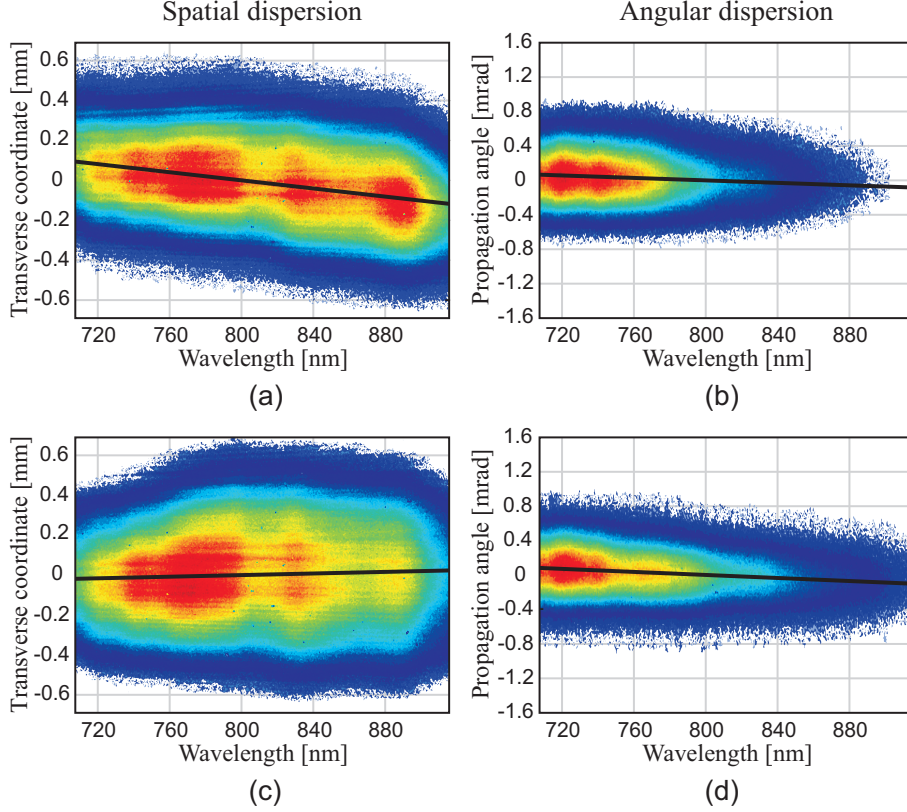 Spatial dispersion
Angular dispersion
Transverse coordinate [mm]
0.6
0.4
0.2
0
-0.2
-0.4
-0.6
720 760 800 840 880
Wavelength [nm]
(a)
Propagation angle [mrad]
1.6
1.2
0.8
0.4
0
-0.4
-0.8
-1.2
-1.6
720 760 800 840 880
Wavelength [nm]
(b)
Transverse coordinate [mm]
0.6
0.4
0.2
0
-0.2
-0.4
-0.6
720 760 800 840 880
Wavelength [nm]
(c)
Propagation angle [mrad]
1.6
1.2
0.8
0.4
0
-0.4
-0.8
-1.2
-1.6
720 760 800 840 880
Wavelength [nm]
(d)